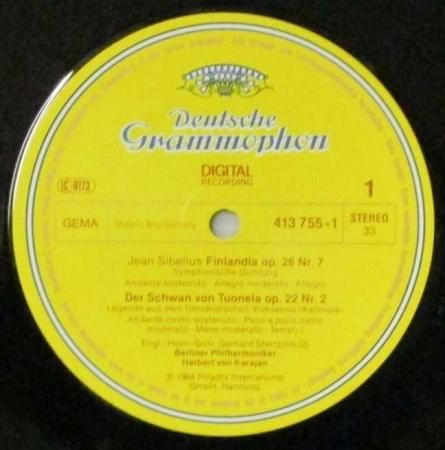 Deutsche
Grammophon
DIGITAL
RECORDING
LC 0173
1
GEMA
Made in West Germany
413 755-1
STEREO
33
Jean Sibelius Finlandia op. 26 Nr. 7
Symphonische Dichtung
Andante sostenuto · Allegro moderato · Allegro
Der Schwan von Tuonela op. 22 Nr. 2
Legende aus dem finnländischen Volksepos «Kalevala»
Andante molto sostenuto · Poco a poco meno
moderato · Meno moderato · Tempo I
Engl.-Horn-Solo: Gerhard Stempnik (2)
Berliner Philharmoniker
Herbert von Karajan
℗ 1984 Polydor International
GmbH, Hamburg